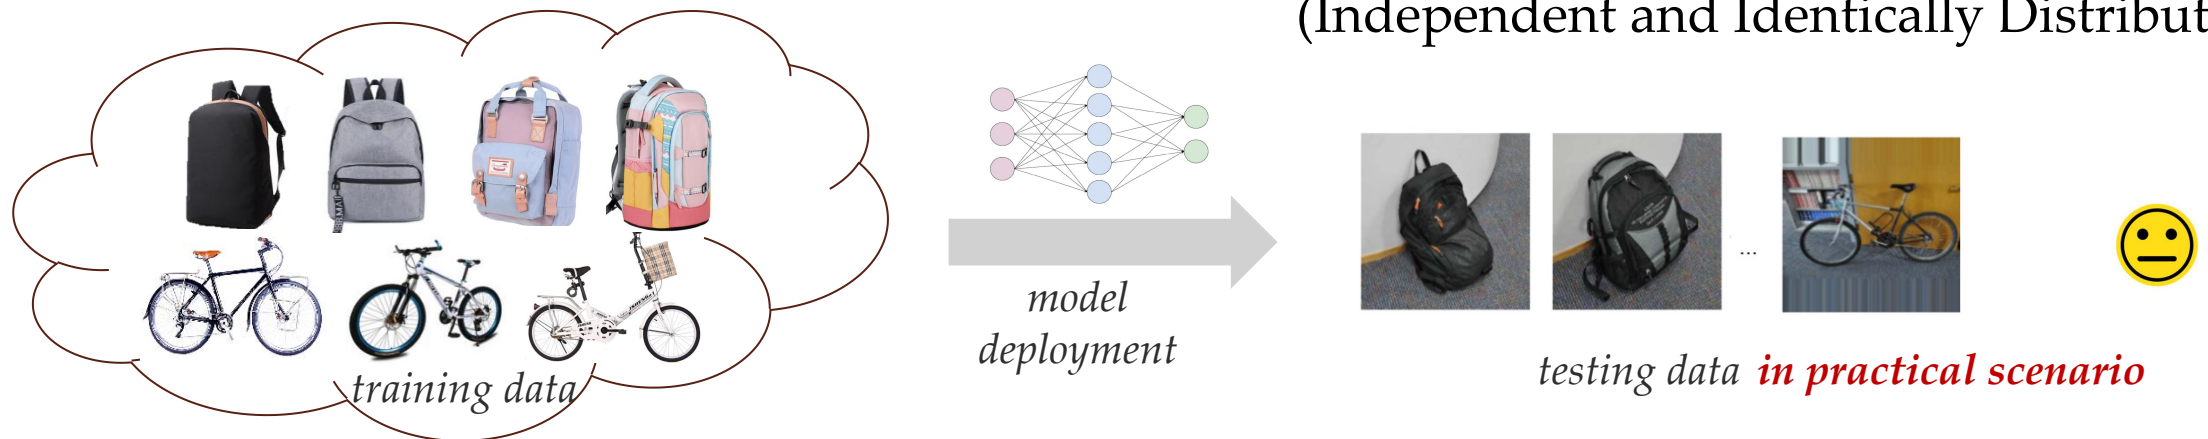 (Independent and Identically Distribut
...
model
deployment
training data
testing data in practical scenario